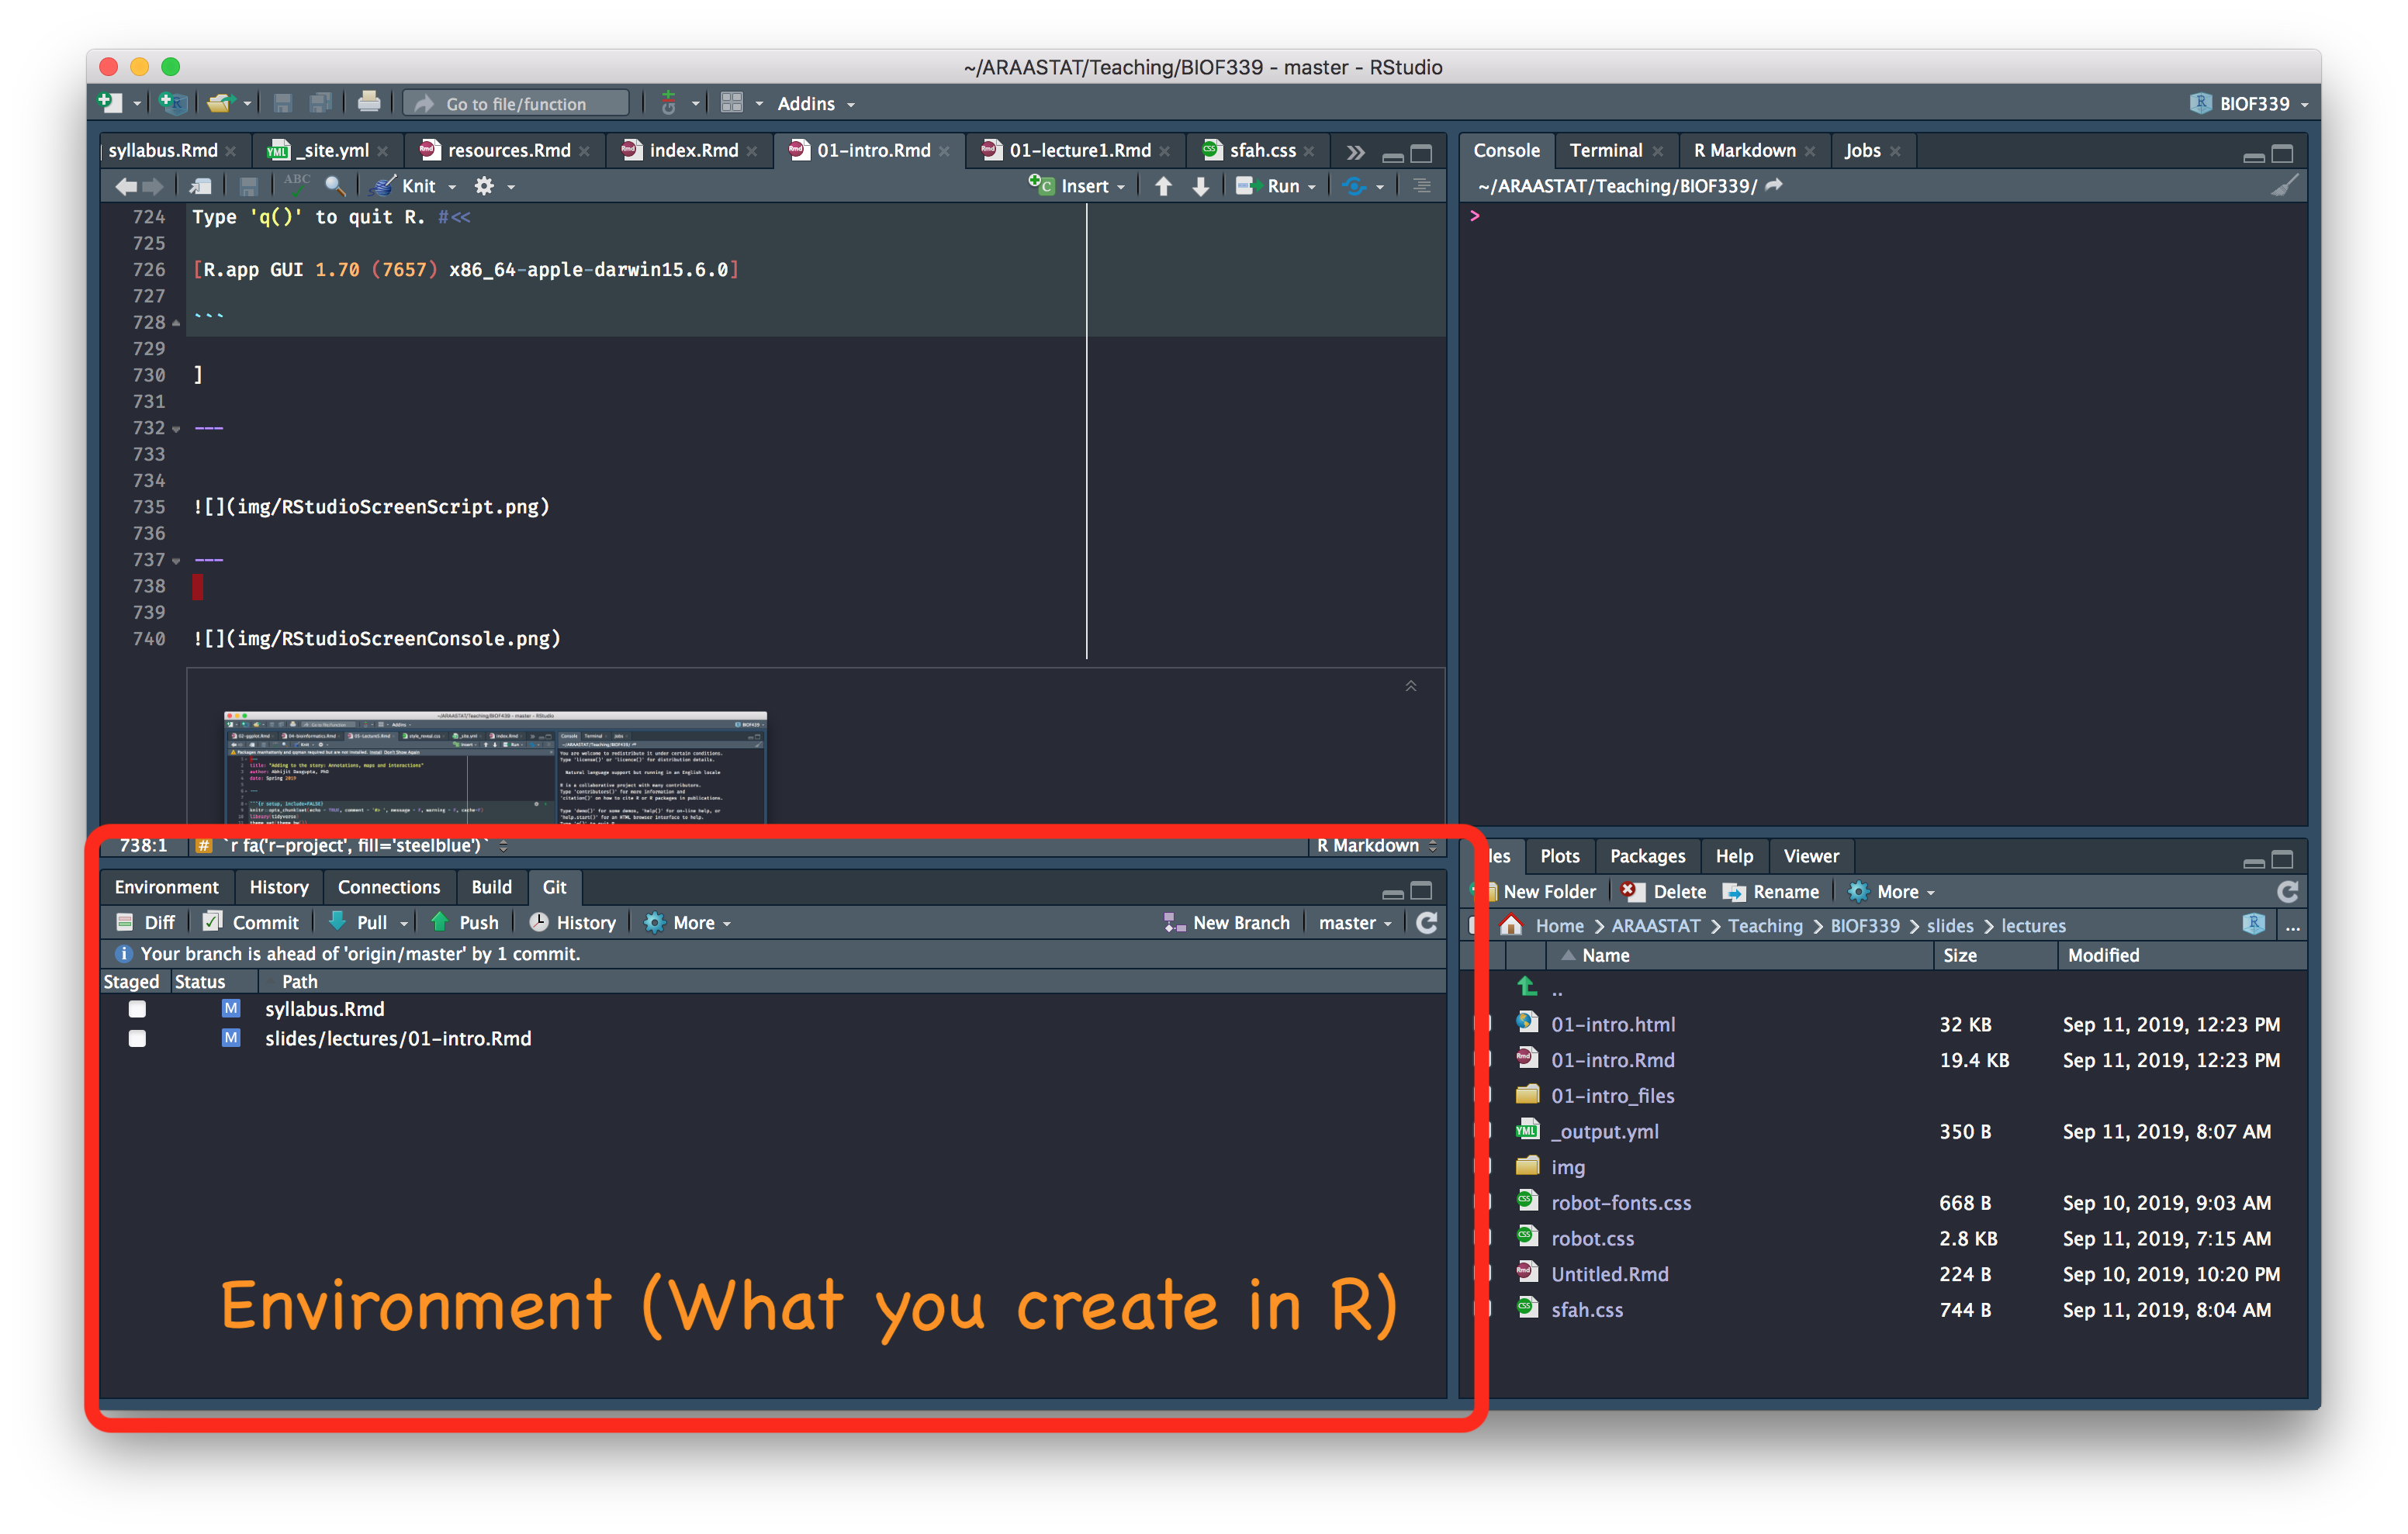 ~/ARAASTAT/Teaching/BIOF339 - master - RStudio
Go to file/function
Addins
BIOF339
syllabus.Rmd
_site.yml
resources.Rmd
index.Rmd
01-intro.Rmd
01-lecture1.Rmd
sfah.css
ABC
Knit
Insert
Run
724 Type 'q()' to quit R. #<<
725
726 [R.app GUI 1.70 (7657) x86_64-apple-darwin15.6.0]
727
728 ```
729
730 ]
731
732 ---
733
734
735 ![](img/RStudioScreenScript.png)
736
737 ---
738
739
740 ![](img/RStudioScreenConsole.png)
738:1 # `r fa('r-project', fill='steelblue')` R Markdown
Console Terminal R Markdown Jobs
~/ARAASTAT/Teaching/BIOF339/
>
Environment History Connections Build Git
Diff Commit Pull Push History More New Branch master
Your branch is ahead of 'origin/master' by 1 commit.
Staged Status Path
M syllabus.Rmd
M slides/lectures/01-intro.Rmd
Environment (What you create in R)
les Plots Packages Help Viewer
New Folder Delete Rename More
Home ARAASTAT Teaching BIOF339 slides lectures R ...
Name Size Modified
..
01-intro.html 32 KB Sep 11, 2019, 12:23 PM
01-intro.Rmd 19.4 KB Sep 11, 2019, 12:23 PM
01-intro_files
_output.yml 350 B Sep 11, 2019, 8:07 AM
img
robot-fonts.css 668 B Sep 10, 2019, 9:03 AM
robot.css 2.8 KB Sep 11, 2019, 7:15 AM
Untitled.Rmd 224 B Sep 10, 2019, 10:20 PM
sfah.css 744 B Sep 11, 2019, 8:04 AM